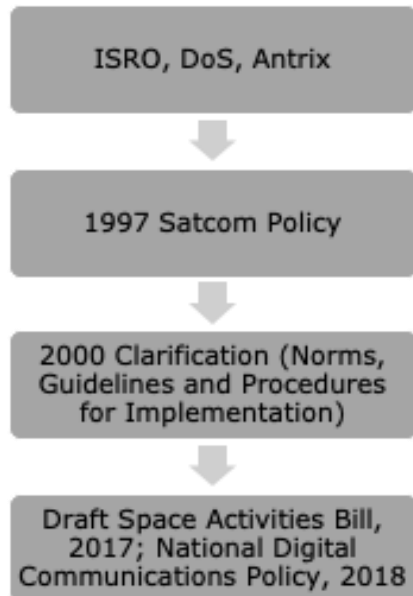 ISRO, DoS, Antrix
1997 Satcom Policy
2000 Clarification (Norms,
Guidelines and Procedures
for Implementation)
Draft Space Activities Bill,
2017; National Digital
Communications Policy, 2018